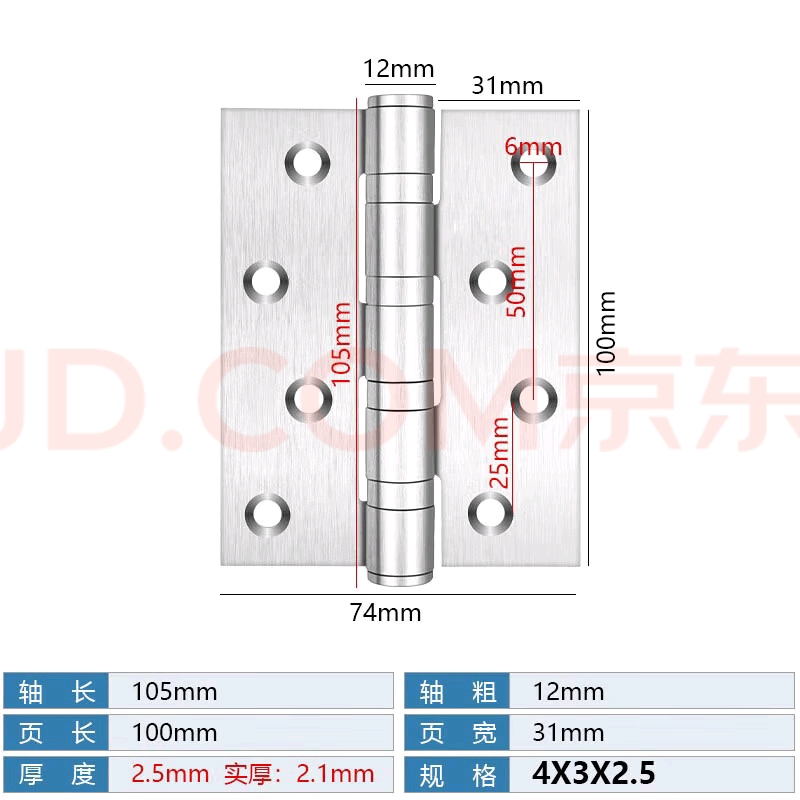 12mm
31mm
6mm
50mm
105mm
100mm
25mm
74mm
JD.COM京东
轴 长 105mm
轴 粗 12mm
页 长 100mm
页 宽 31mm
厚 度 2.5mm 实厚：2.1mm
规 格 4X3X2.5